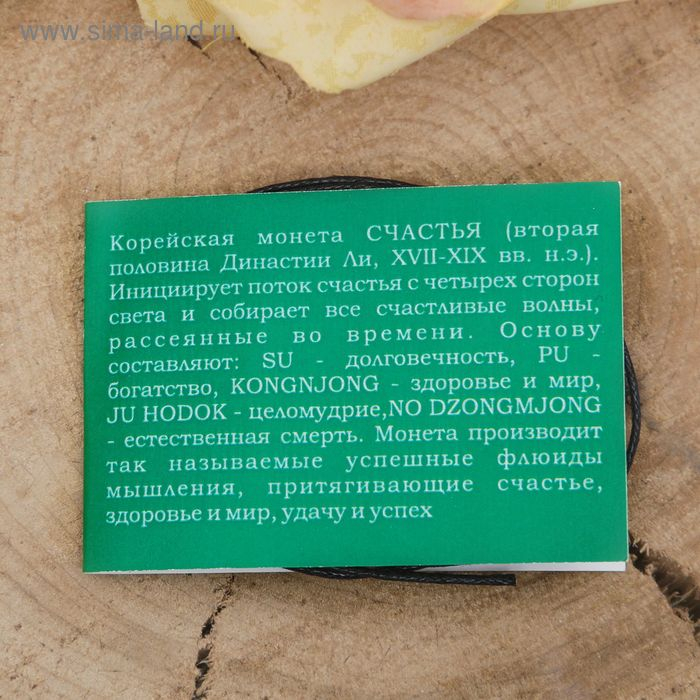 www.sima-land.ru
Корейская монета СЧАСТЬЯ (вторая
половина Династии Ли, XVII-XIX вв. н.э.).
Инициирует поток счастья с четырех сторон
света и собирает все счастливые волны,
рассеянные во времени. Основу
составляют: SU - долговечность, PU -
богатство, KONGNJONG - здоровье и мир,
JU HODOK - целомудрие,NO DZONGMJONG
- естественная смерть. Монета производит
так называемые успешные флюиды
мышления, притягивающие счастье,
здоровье и мир, удачу и успех